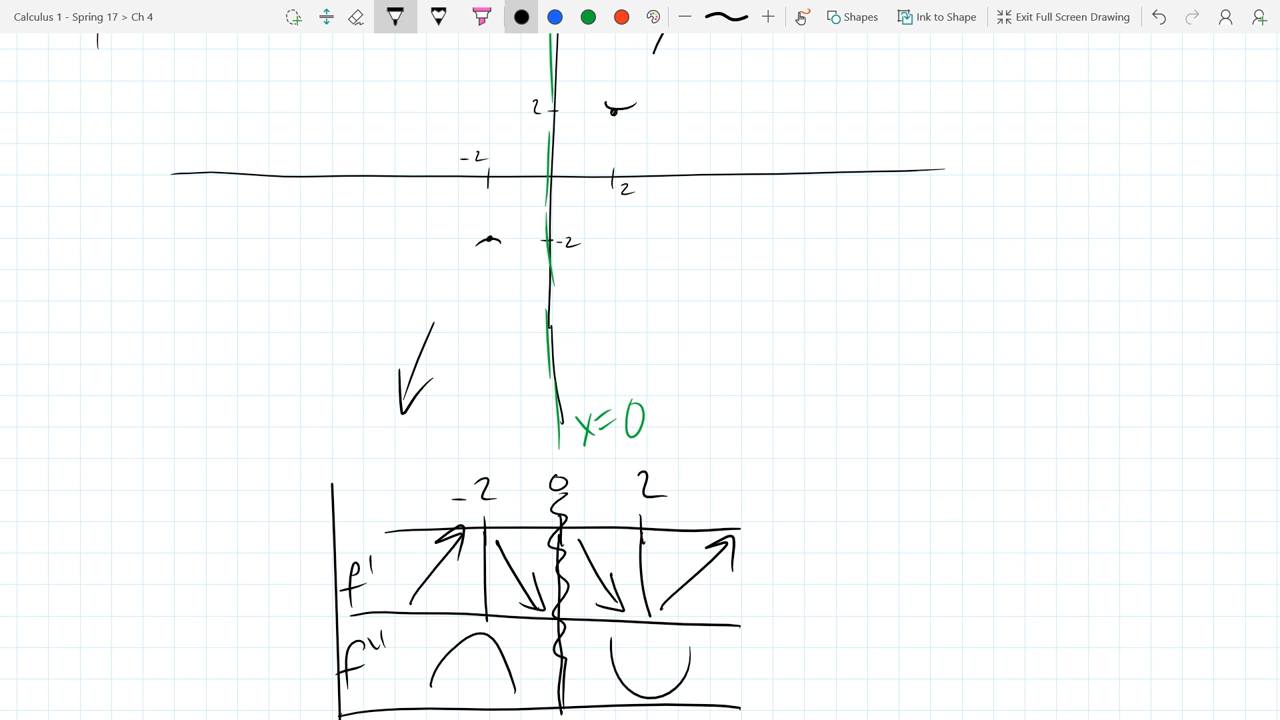 Calculus 1 - Spring 17 > Ch 4
Shapes
Ink to Shape
Exit Full Screen Drawing
2
-2
2
-2
x=0
-2 0 2
f'
f''